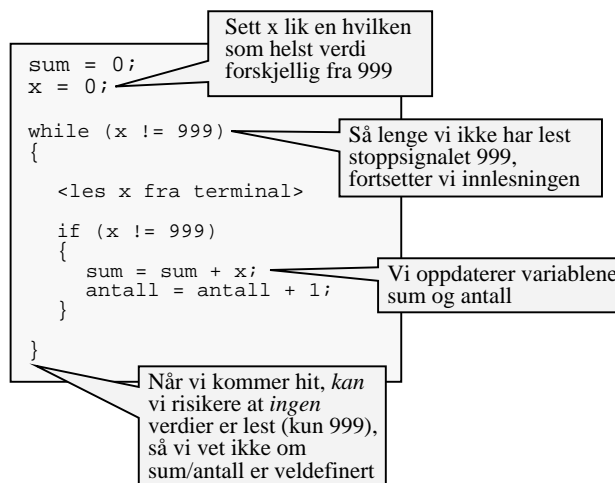 Sett x lik en hvilken
som helst verdi
forskjellig fra 999
sum = 0;
x = 0;
while (x != 999)
{
Så lenge vi ikke har lest
stoppsignalet 999,
fortsetter vi innlesningen
<les x fra terminal>
if (x != 999)
{
sum = sum + x;
antall = antall + 1;
}
Vi oppdaterer variablene
sum og antall
}
Når vi kommer hit, kan
vi risikere at ingen
verdier er lest (kun 999),
så vi vet ikke om
sum/antall er veldefinert